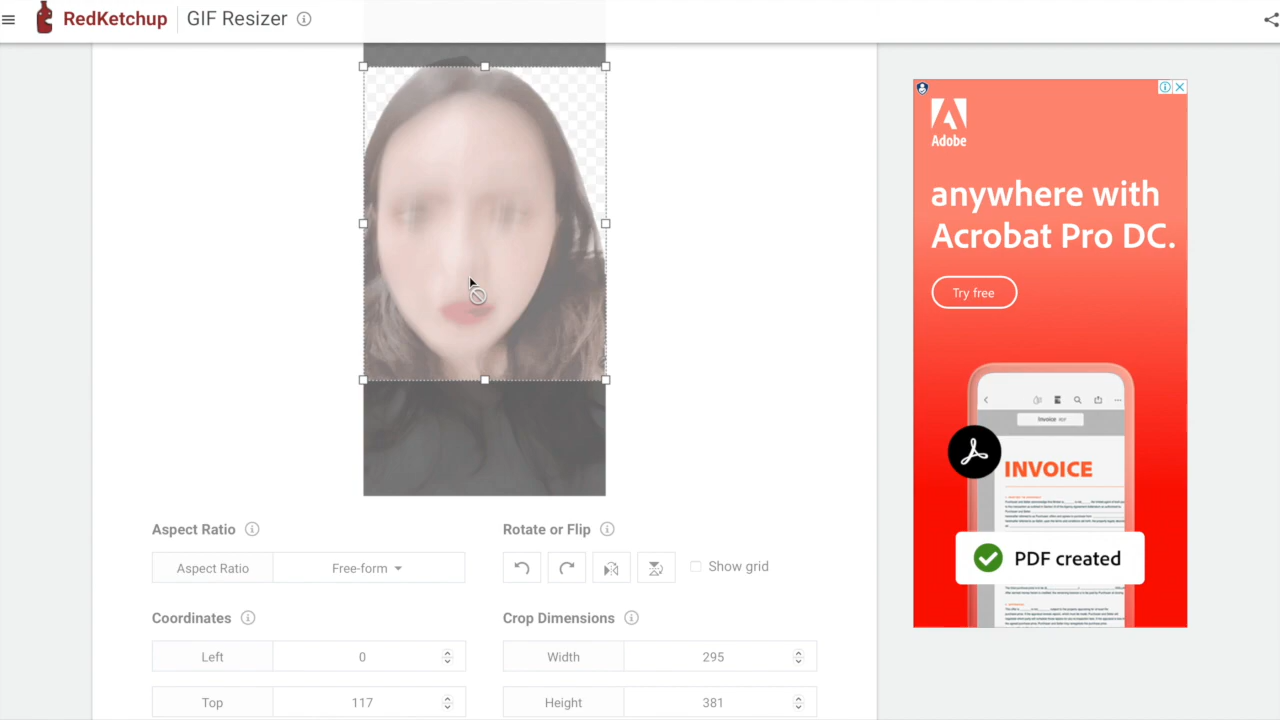 RedKetchup
GIF Resizer
Adobe
anywhere with
Acrobat Pro DC.
Try free
Invoice
INVOICE
PDF created
Aspect Ratio
Rotate or Flip
Aspect Ratio
Free-form
Show grid
Coordinates
Crop Dimensions
Left
0
Width
295
Top
117
Height
381